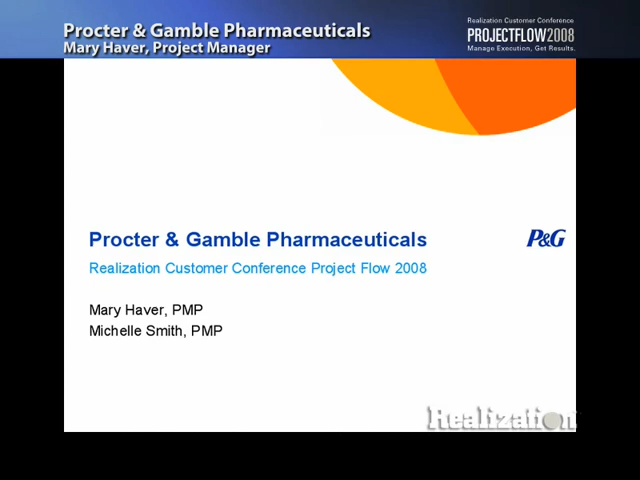 Procter & Gamble Pharmaceuticals
Mary Haver, Project Manager
Realization Customer Conference
PROJECTFLOW2008
Manage Execution, Get Results.
Procter & Gamble Pharmaceuticals
P&G
Realization Customer Conference Project Flow 2008
Mary Haver, PMP
Michelle Smith, PMP
Realization